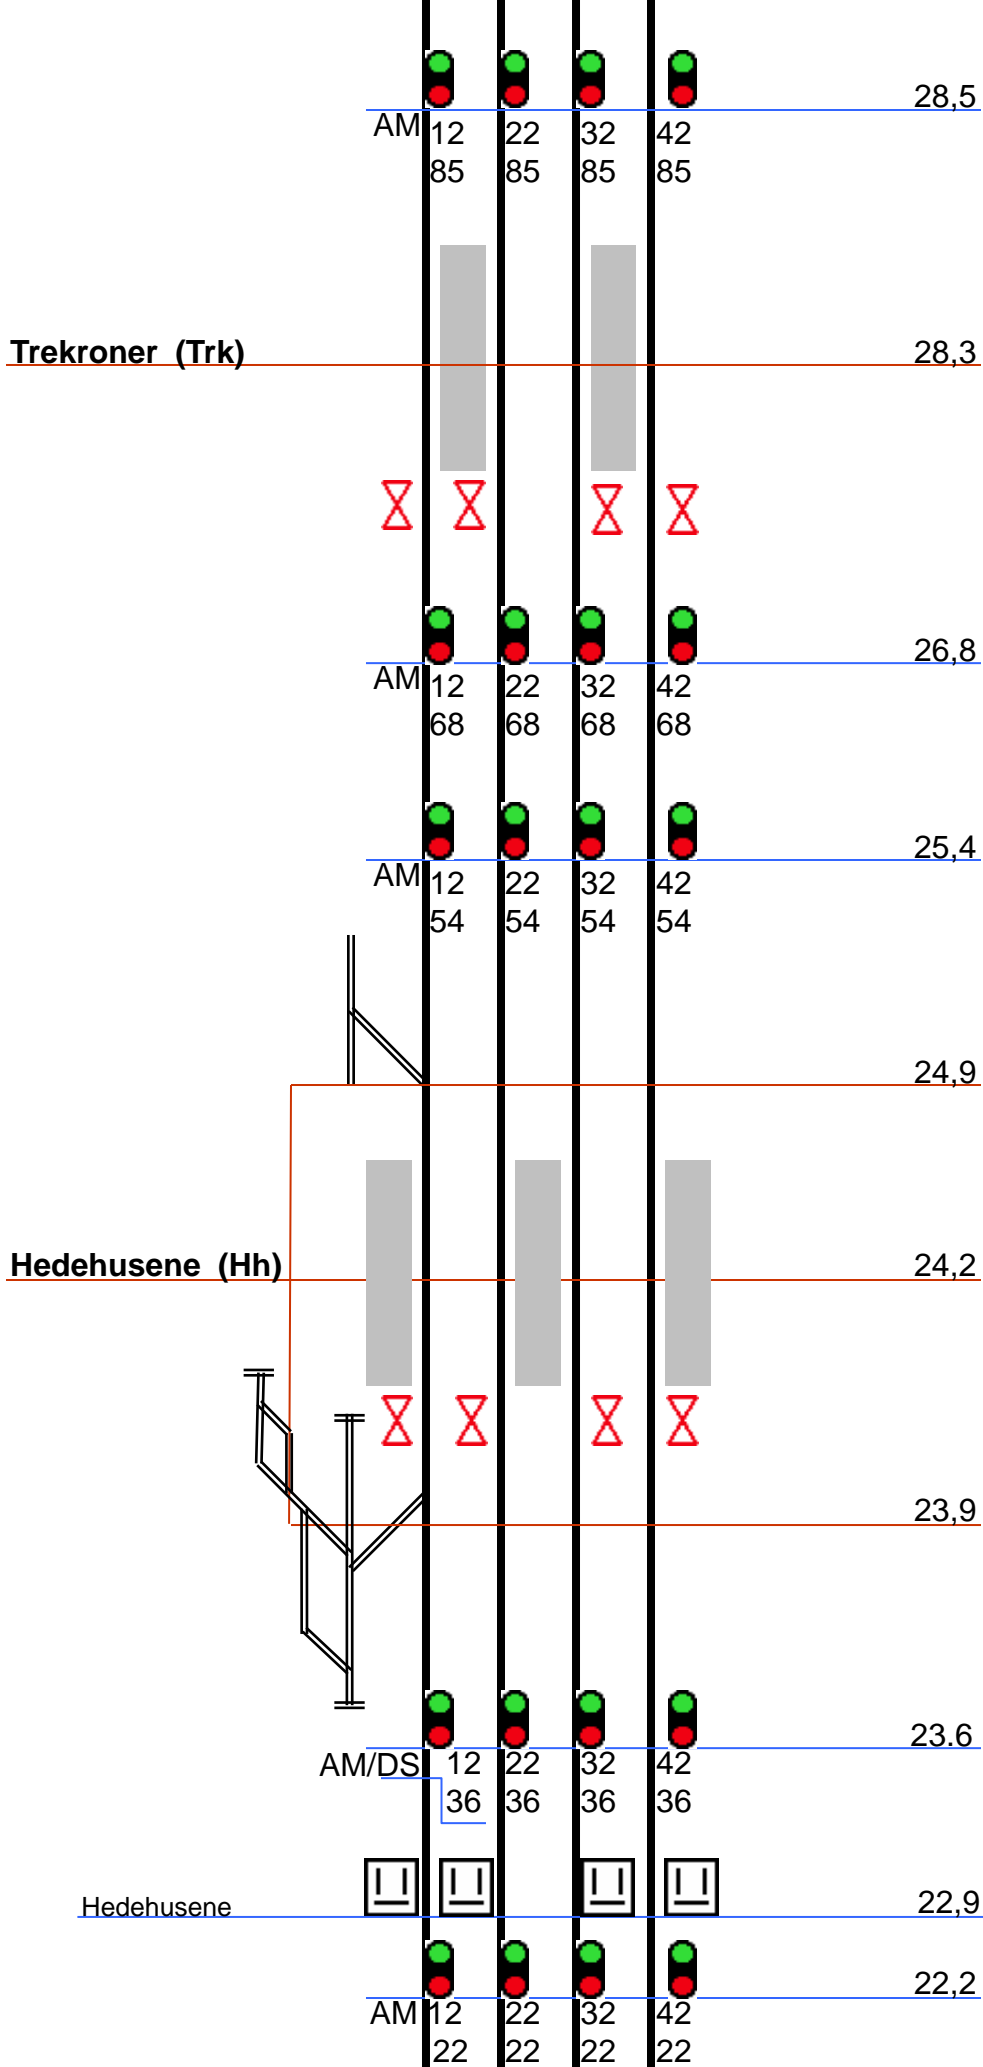 28,5
AM 12 22 32 42
85 85 85 85
Trekroner (Trk) 28,3
26,8
AM 12 22 32 42
68 68 68 68
25,4
AM 12 22 32 42
54 54 54 54
24,9
Hedehusene (Hh) 24,2
23,9
23.6
AM/DS 12 22 32 42
36 36 36 36
Hedehusene 22,9
22,2
AM 12 22 32 42
22 22 22 22